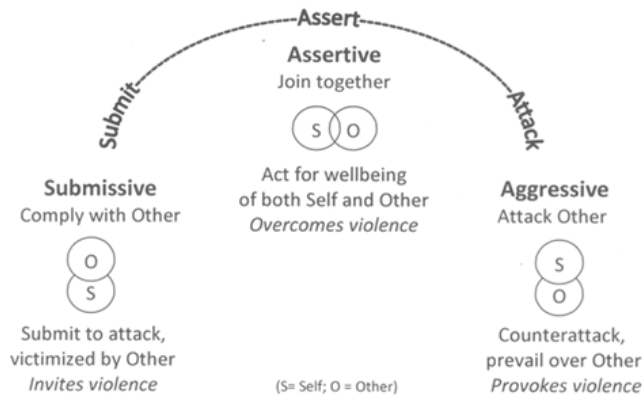 Assert
Submit
Attack
Assertive
Join together
S O
Act for wellbeing
of both Self and Other
Overcomes violence
Submissive
Comply with Other
O
S
Submit to attack,
victimized by Other
Invites violence
Aggressive
Attack Other
S
O
Counterattack,
prevail over Other
Provokes violence
(S= Self; O = Other)